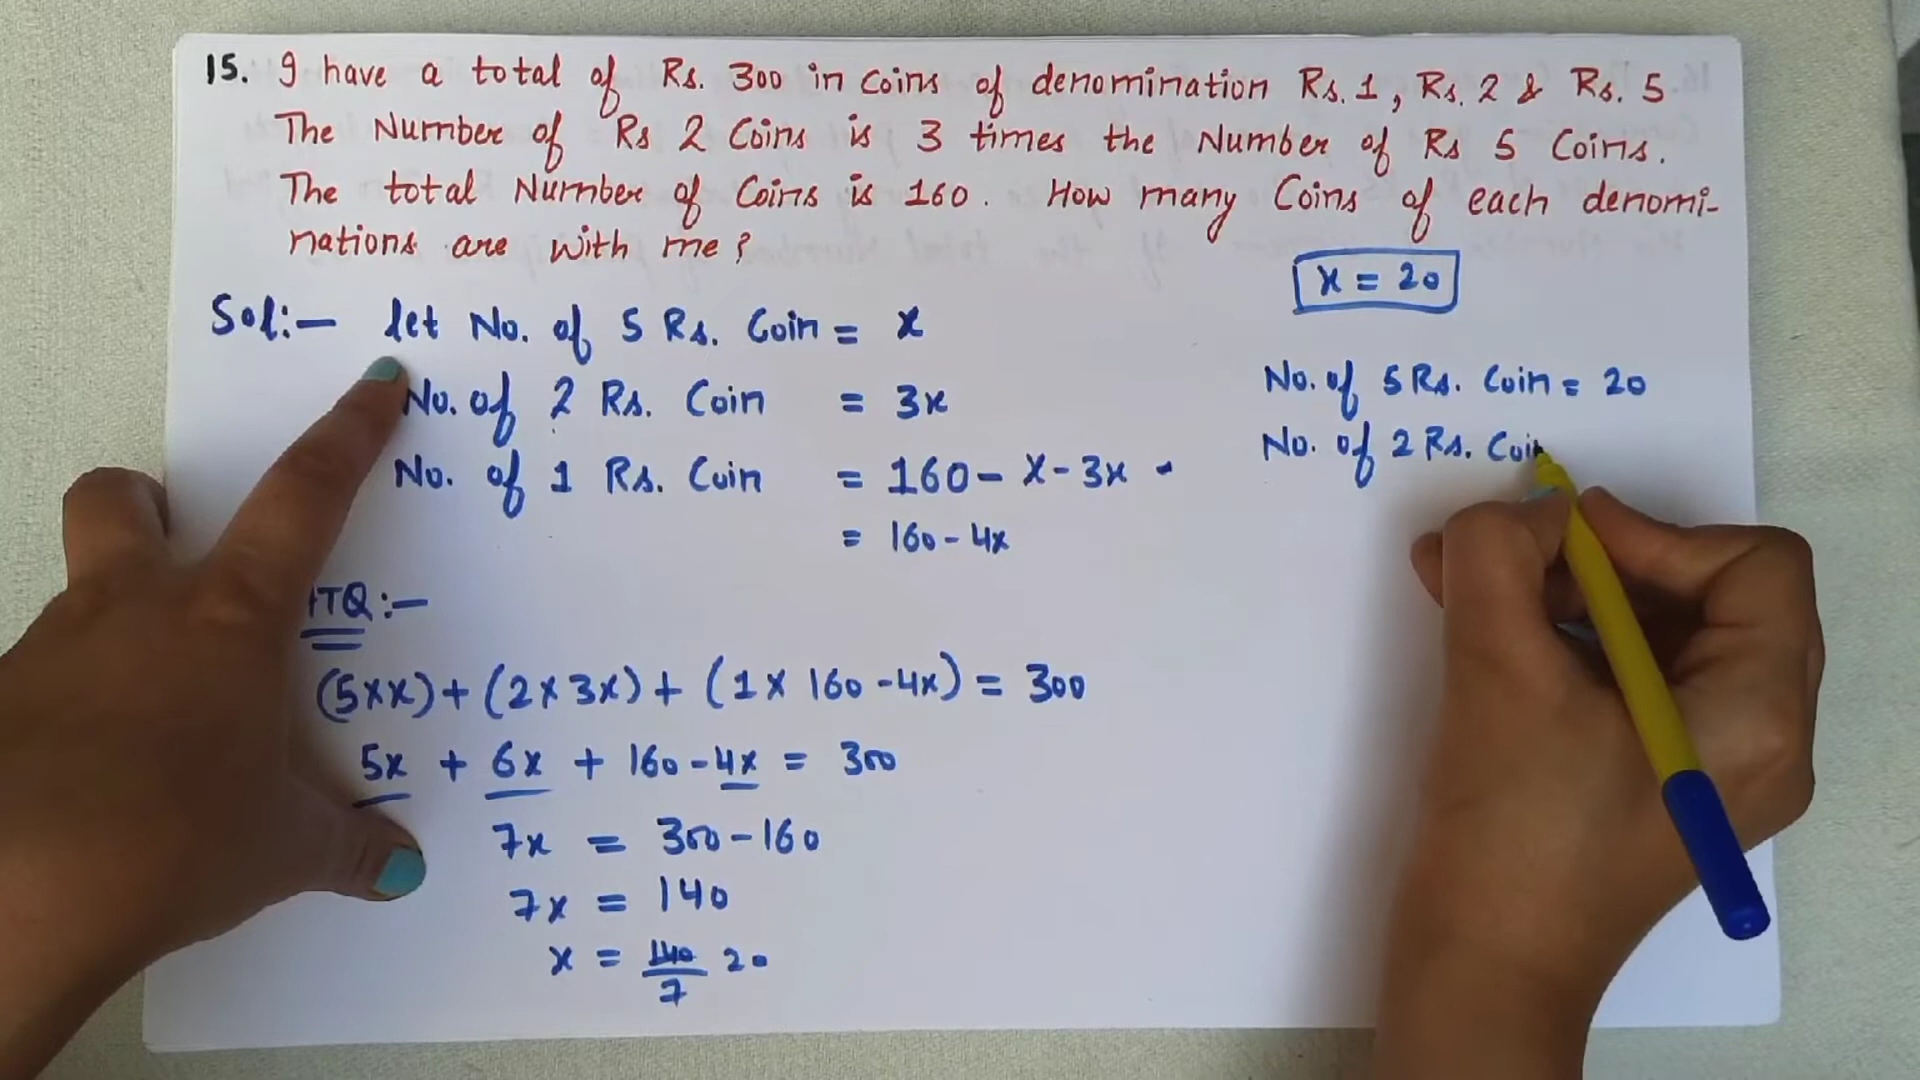 15. I have a total of Rs. 300 in coins of denomination Rs. 1, Rs. 2 & Rs. 5
The Number of Rs 2 Coins is 3 times the Number of Rs 5 Coins.
The total Number of Coins is 160. How many Coins of each denomi-
nations are with me?
Sol:- let No. of 5 Rs. Coin = x
No. of 2 Rs. Coin = 3x
No. of 1 Rs. Coin = 160 - x - 3x -
= 160 - 4x
TQ :-
(5×x) + (2×3x) + (1× 160 - 4x) = 300
5x + 6x + 160 - 4x = 300
7x = 300 - 160
7x = 140
x = 140/7 20
x = 20
No. of 5 Rs. Coin = 20
No. of 2 Rs. Coin